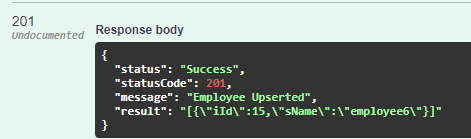 201
Undocumented
Response body
{
  "status": "Success",
  "statusCode": 201,
  "message": "Employee Upserted",
  "result": "[{\"iId\":15,\"sName\":\"employee6\"}]"
}